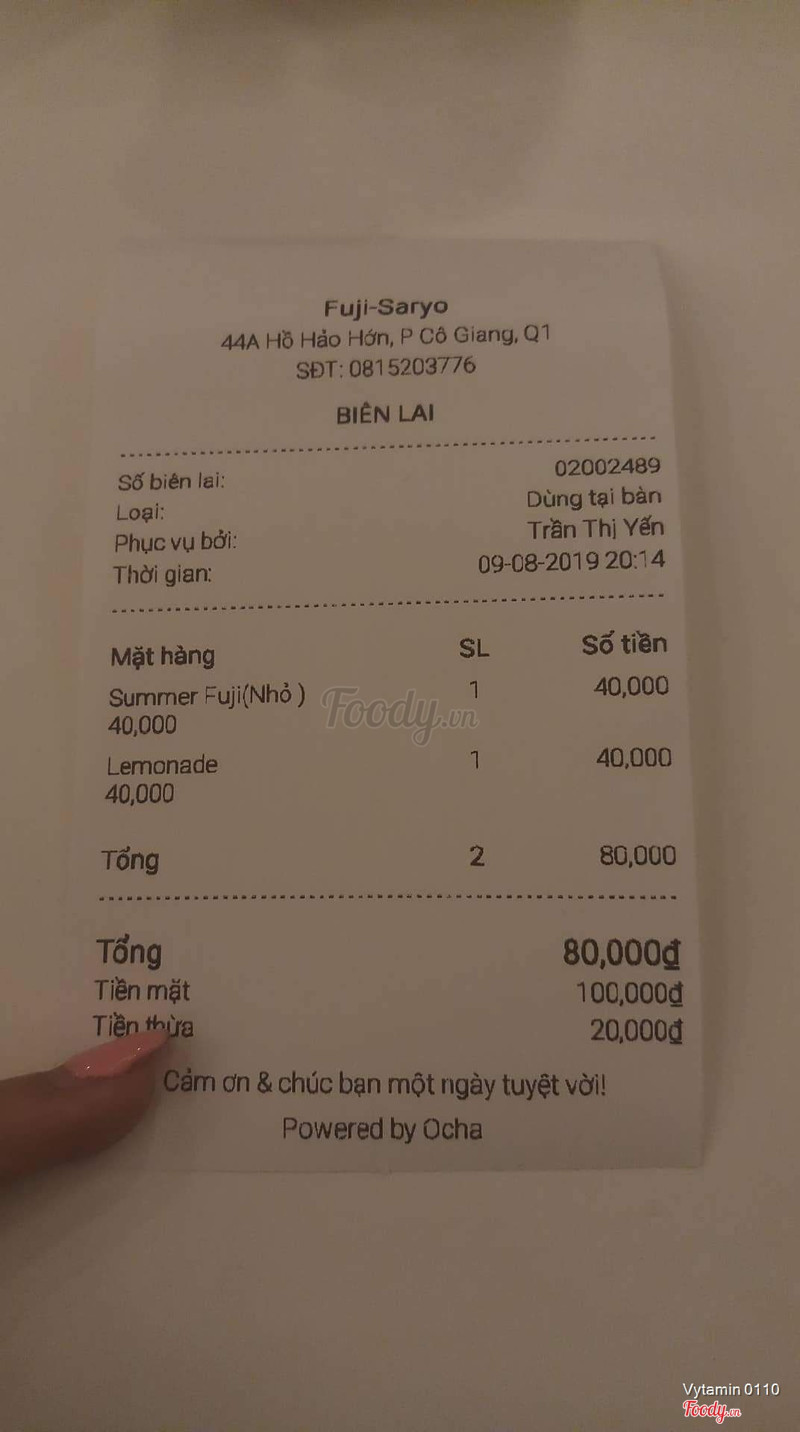 Fuji-Saryo
44A Hồ Hảo Hớn, P Cô Giang, Q1
SĐT: 0815203776
BIÊN LAI
Số biên lai: 02002489
Loại: Dùng tại bàn
Phục vụ bởi: Trần Thị Yến
Thời gian: 09-08-2019 20:14
Mặt hàng SL Số tiền
Summer Fuji(Nhỏ ) 1 40,000
40,000
Lemonade 1 40,000
40,000
Tổng 2 80,000
Tổng 80,000₫
Tiền mặt 100,000₫
Tiền thừa 20,000₫
Cảm ơn & chúc bạn một ngày tuyệt vời!
Powered by Ocha
Foody.vn
Vytamin 0110
Foody.vn